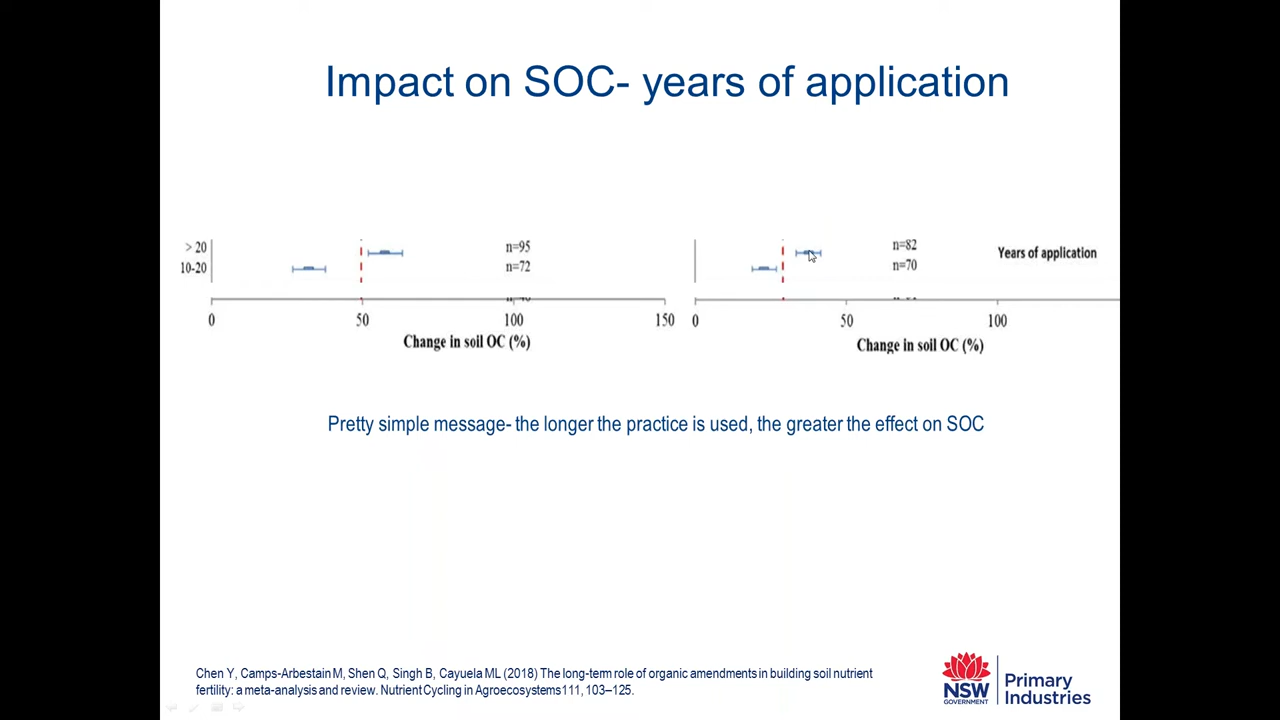 Impact on SOC- years of application
> 20
10-20
n=95
n=72
n=82
n=70
Years of application
0
50
100
150
0
50
100
Change in soil OC (%)
Change in soil OC (%)
Pretty simple message- the longer the practice is used, the greater the effect on SOC
Chen Y, Camps-Arbestain M, Shen Q, Singh B, Cayuela ML (2018) The long-term role of organic amendments in building soil nutrient
fertility: a meta-analysis and review. Nutrient Cycling in Agroecosystems 111, 103–125.
NSW
GOVERNMENT
Primary
Industries